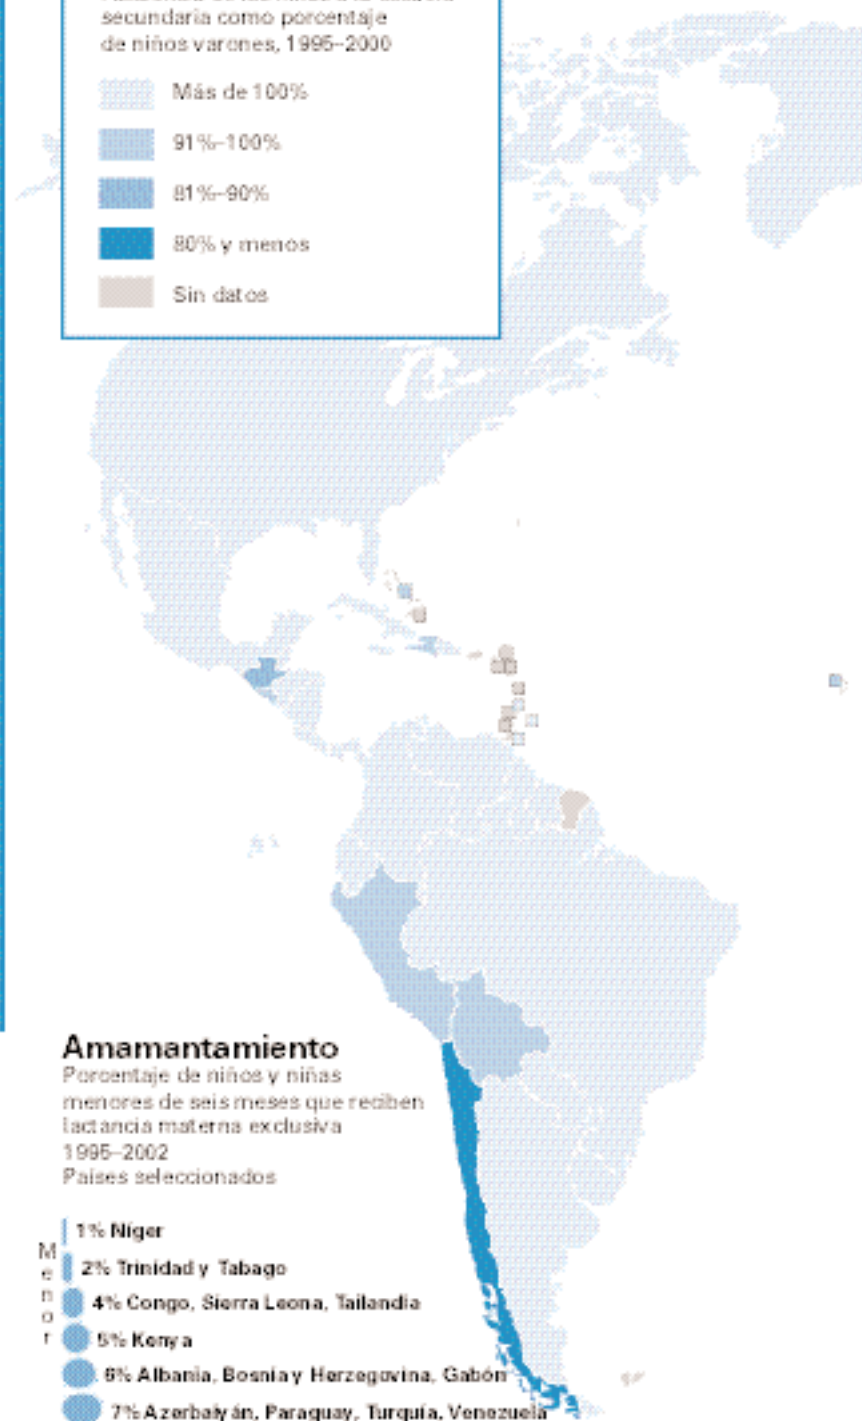 secundaria como porcentaje
de niños varones, 1995–2000
Más de 100%
91%–100%
81%–90%
80% y menos
Sin datos
Amamantamiento
Porcentaje de niños y niñas
menores de seis meses que reciben
lactancia materna exclusiva
1995–2002
Países seleccionados
Menor
1% Níger
2% Trinidad y Tabago
4% Congo, Sierra Leona, Tailandia
5% Kenya
6% Albania, Bosnia y Herzegovina, Gabón
7% Azerbaiyán, Paraguay, Turquía, Venezuela